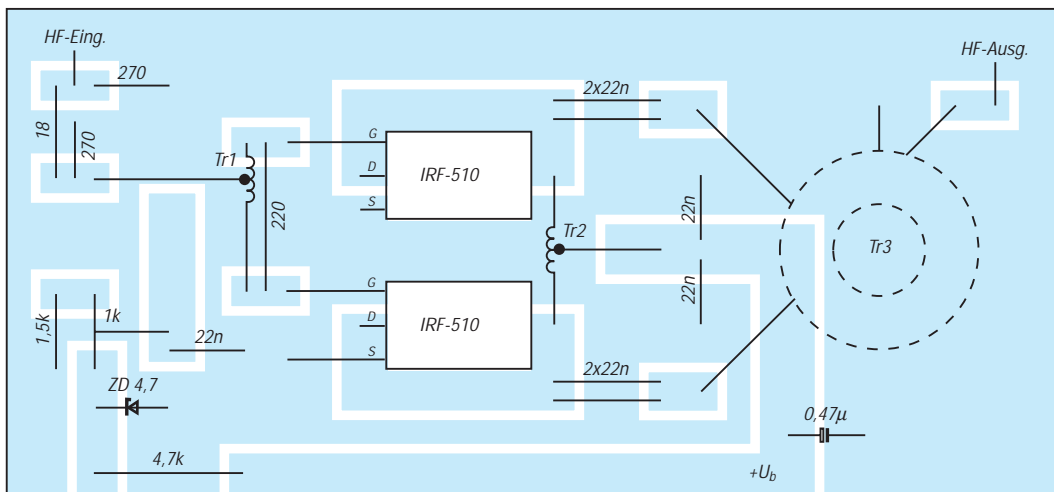 HF-Eing.
HF-Ausg.
270
2x22n
18
270
Tr1
G
D
S
IRF-510
220
22n
Tr2
Tr3
22n
G
D
S
IRF-510
1,5k
1k
22n
2x22n
ZD 4,7
0,47µ
4,7k
+Ub